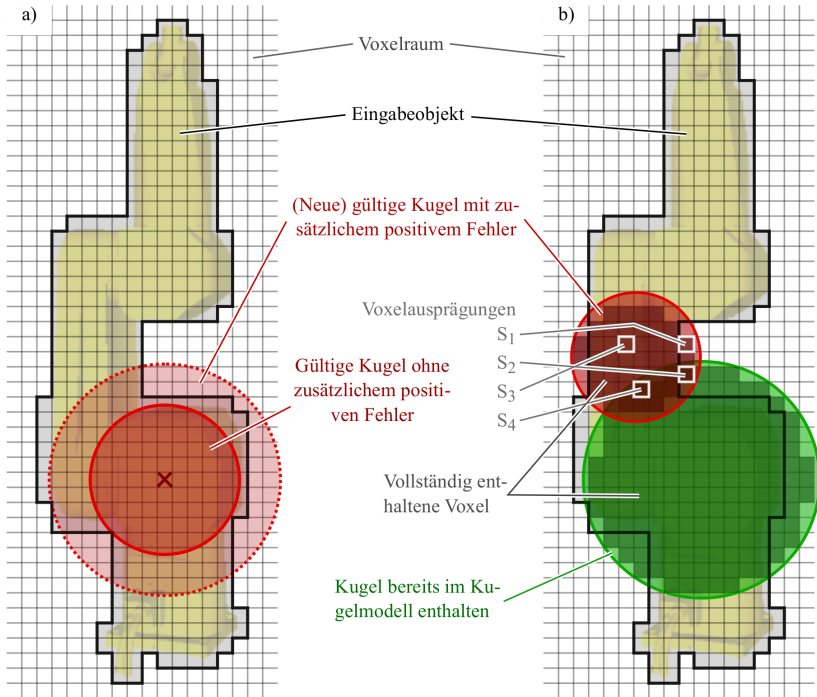 a)
b)
Voxelraum
Eingabeobjekt
(Neue) gültige Kugel mit zu-
sätzlichem positivem Fehler
Voxelausprägungen
S1
S2
S3
S4
Gültige Kugel ohne
zusätzlichem positi-
ven Fehler
Vollständig ent-
haltene Voxel
Kugel bereits im Ku-
gelmodell enthalten